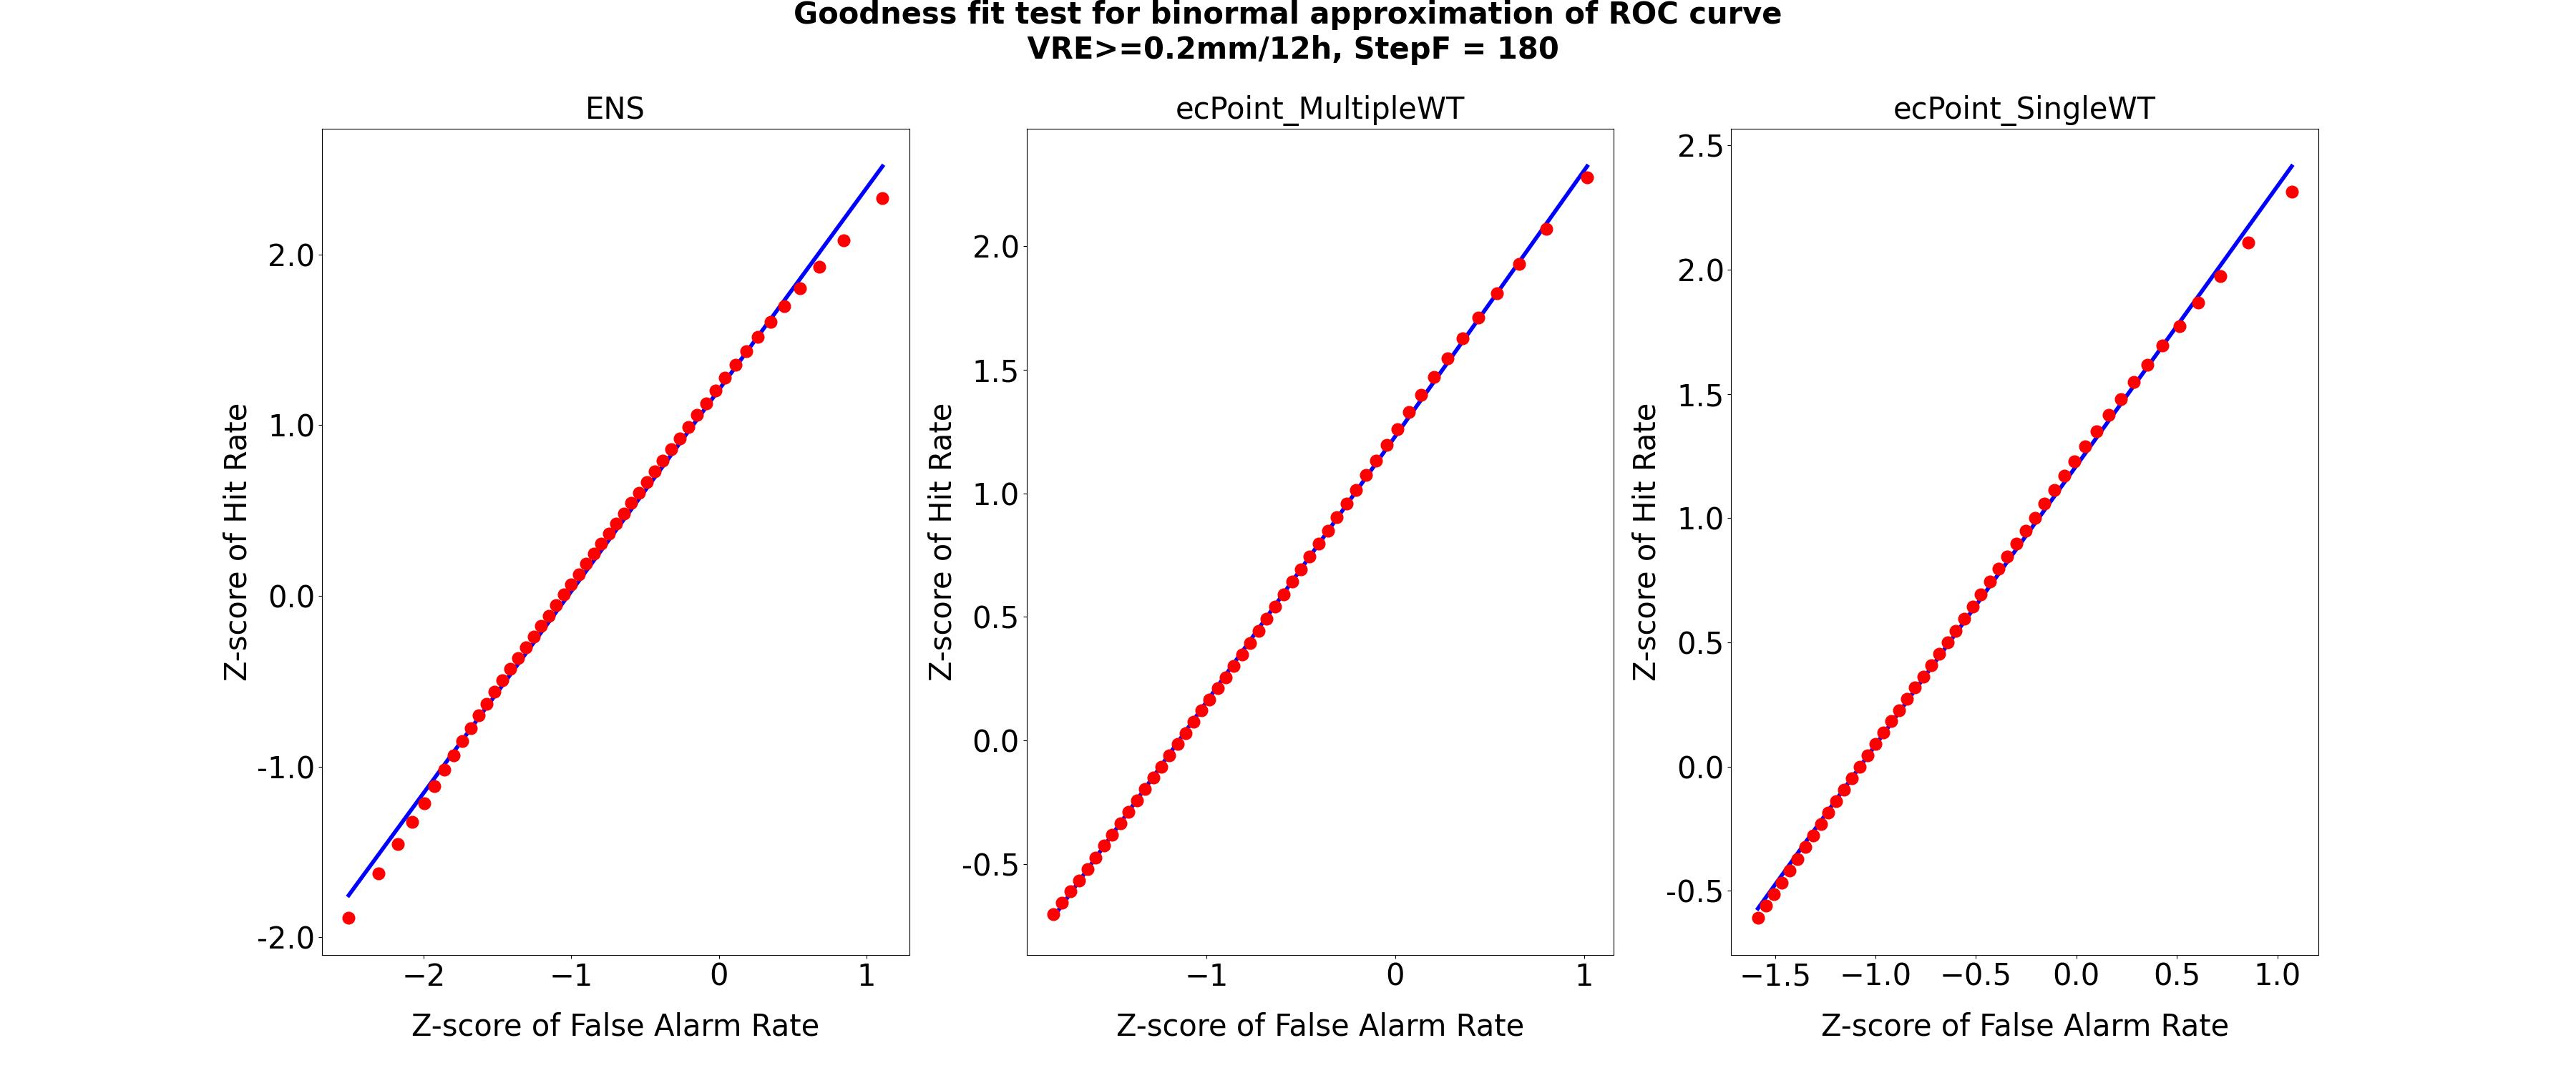 Goodness fit test for binormal approximation of ROC curve
VRE>=0.2mm/12h, StepF = 180
ENS
2.0
1.0
0.0
-1.0
-2.0
Z-score of Hit Rate
−2 −1 0 1
Z-score of False Alarm Rate
ecPoint_MultipleWT
2.0
1.5
1.0
0.5
0.0
-0.5
Z-score of Hit Rate
−1 0 1
Z-score of False Alarm Rate
ecPoint_SingleWT
2.5
2.0
1.5
1.0
0.5
0.0
-0.5
Z-score of Hit Rate
−1.5 −1.0 −0.5 0.0 0.5 1.0
Z-score of False Alarm Rate